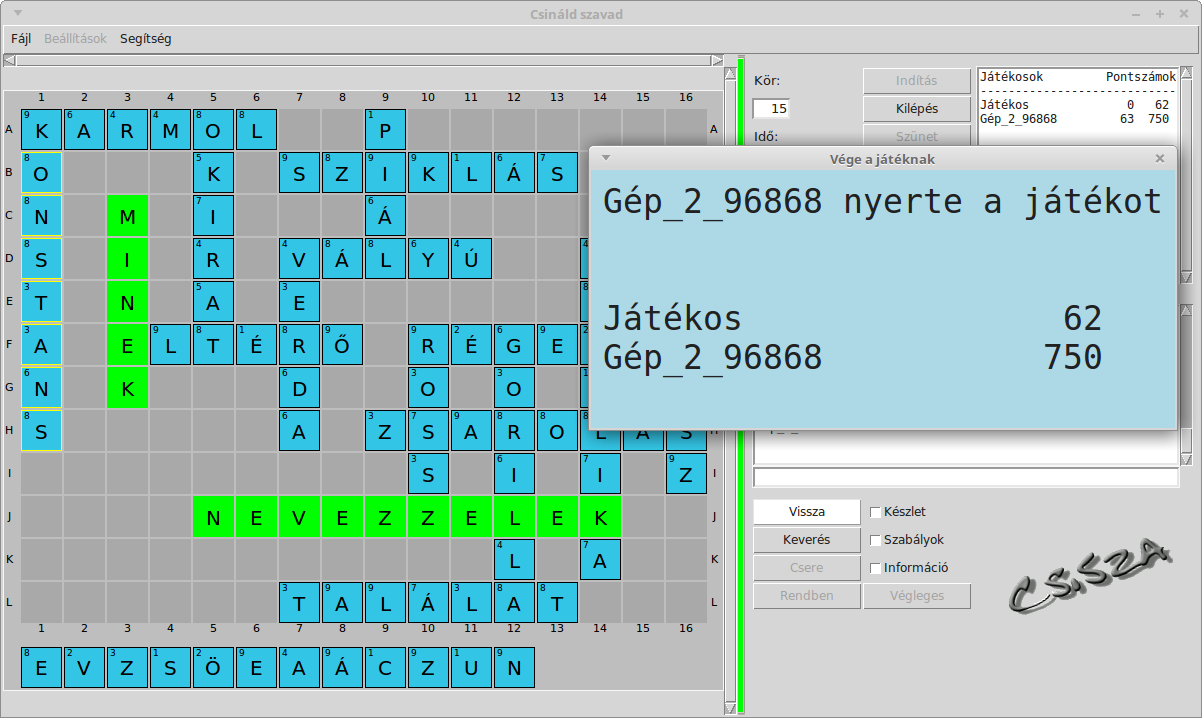 Csináld szavad
Fájl Beállítások Segítség
1 2 3 4 5 6 7 8 9 10 11 12 13 14 15 16
A K A R M O L P A
B O K S Z I K L Á S
C N M I Á
D S I R V Á L Y Ú
E T N A E
F A E L T É R Ő R É G E
G N K D O O
H S A Z S A R O L Á S
I S I I Z I
J N E V E Z Z E L E K J
K L A K
L T A L Á L A T L
1 2 3 4 5 6 7 8 9 10 11 12 13 14 15 16
E V Z S Ö E A Á C Z U N
Kör:
15
Idő:
Indítás
Kilépés
Szünet
Játékosok Pontszámok
----------------------------
Játékos 0 62
Gép_2_96868 63 750
Vége a játéknak
Gép_2_96868 nyerte a játékot
Játékos 62
Gép_2_96868 750
Vissza Készlet
Keverés Szabályok
Csere Információ
Rendben Végleges
CS.SZA